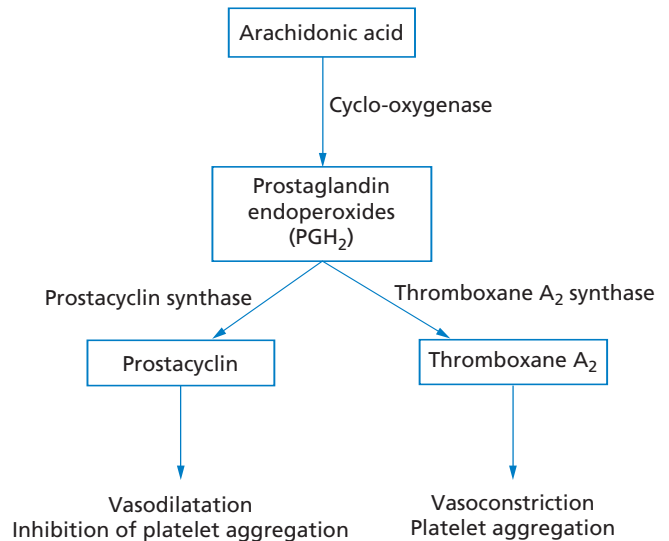 Arachidonic acid
Cyclo-oxygenase
Prostaglandin
endoperoxides
(PGH₂)
Prostacyclin synthase
Thromboxane A₂ synthase
Prostacyclin
Thromboxane A₂
Vasodilatation
Inhibition of platelet aggregation
Vasoconstriction
Platelet aggregation